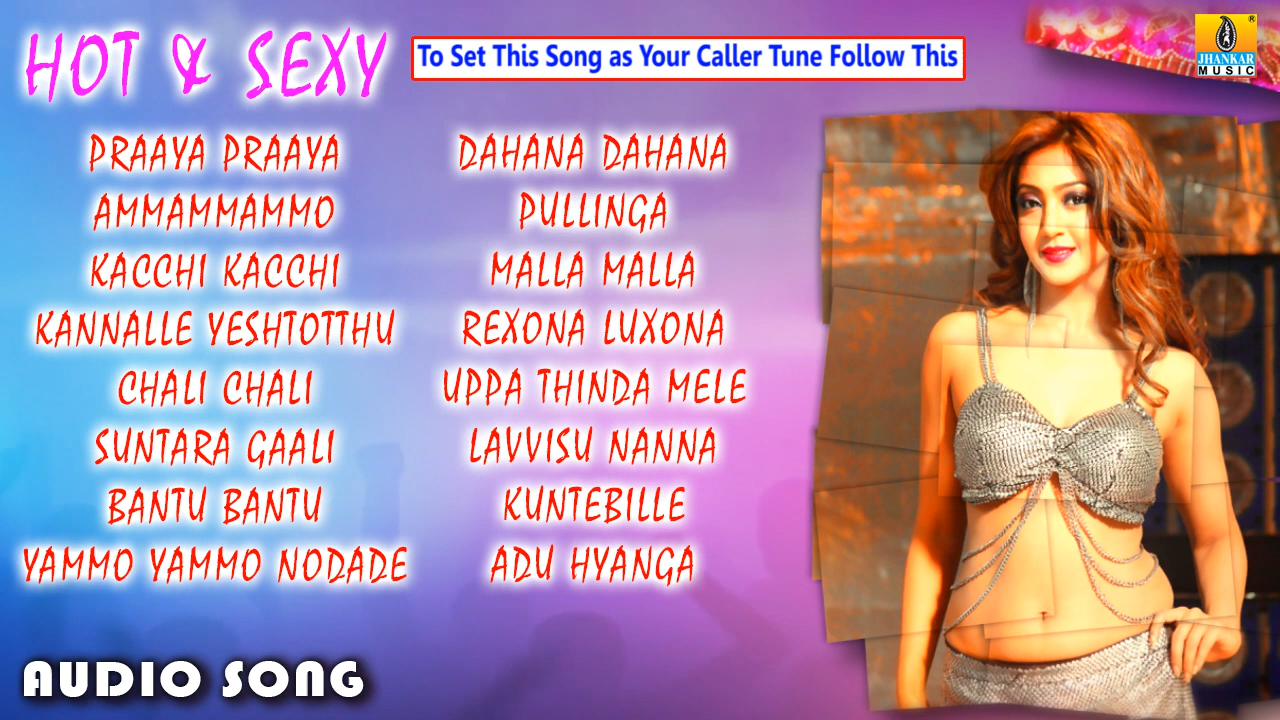 HOT & SEXY
To Set This Song as Your Caller Tune Follow This
JHANKAR
MUSIC
®
PRAAYA PRAAYA
AMMAMMAMMO
KACCHI KACCHI
KANNALLE YESHTOTTHU
CHALI CHALI
SUNTARA GAALI
BANTU BANTU
YAMMO YAMMO NODADE
DAHANA DAHANA
PULLINGA
MALLA MALLA
REXONA LUXONA
UPPA THINDA MELE
LAVVISU NANNA
KUNTEBILLE
ADU HYANGA
AUDIO SONG